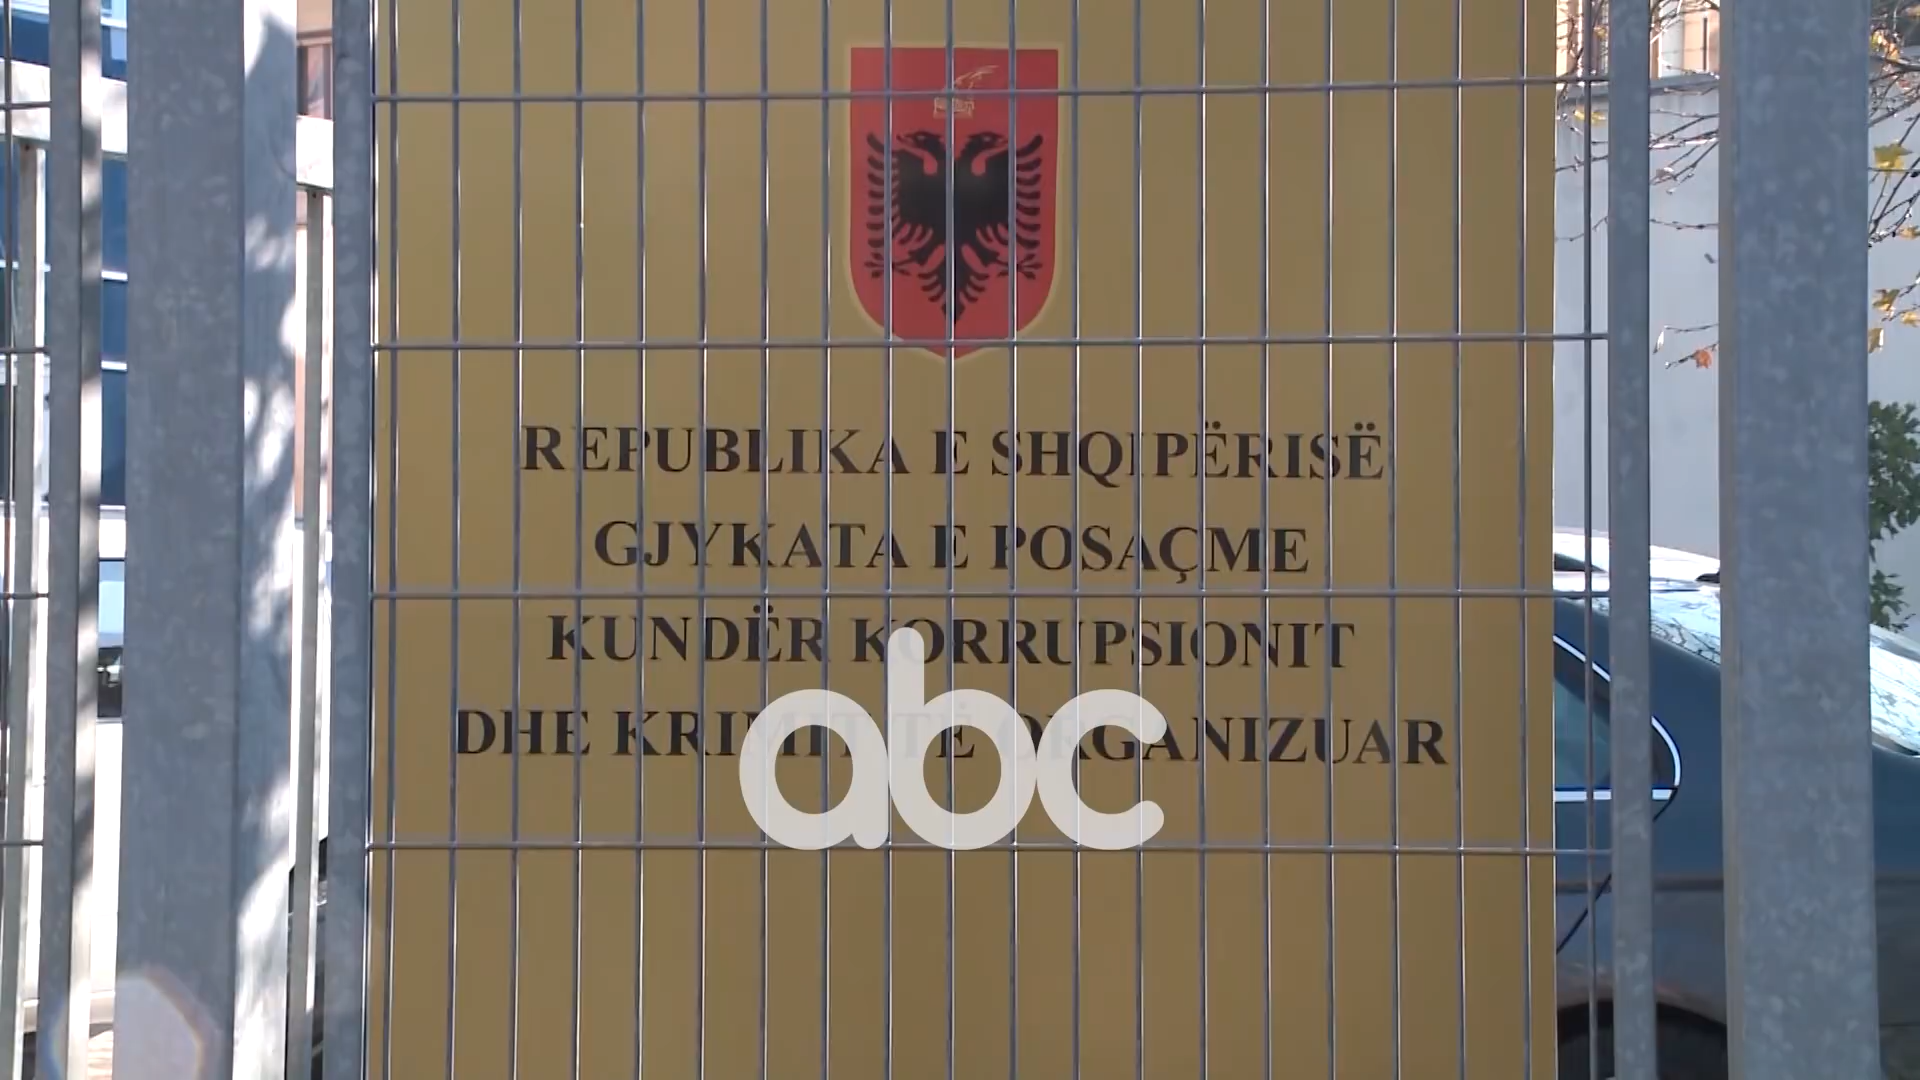 REPUBLIKA E SHQIPËRISË
GJYKATA E POSAÇME
KUNDËR KORRUPSIONIT
DHE KRIMIT TË ORGANIZUAR
abc